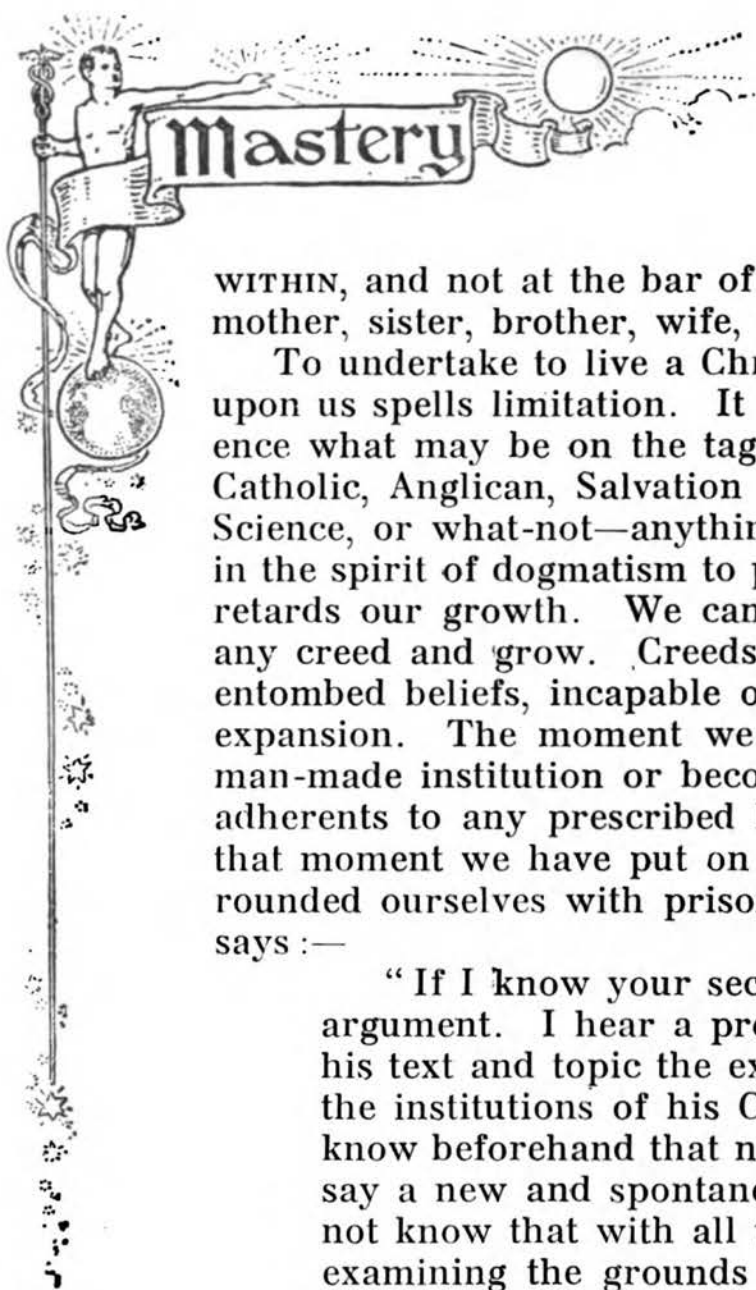 Mastery
WITHIN, and not at the bar of
mother, sister, brother, wife,
To undertake to live a Chr
upon us spells limitation. It
ence what may be on the tag
Catholic, Anglican, Salvation
Science, or what-not—anythin
in the spirit of dogmatism to p
retards our growth. We can
any creed and grow. Creeds
entombed beliefs, incapable o
expansion. The moment we
man-made institution or beco
adherents to any prescribed
that moment we have put on
rounded ourselves with priso
says :—
“ If I know your sec
argument. I hear a pre
his text and topic the ex
the institutions of his C
know beforehand that n
say a new and spontane
not know that with all
examining the grounds